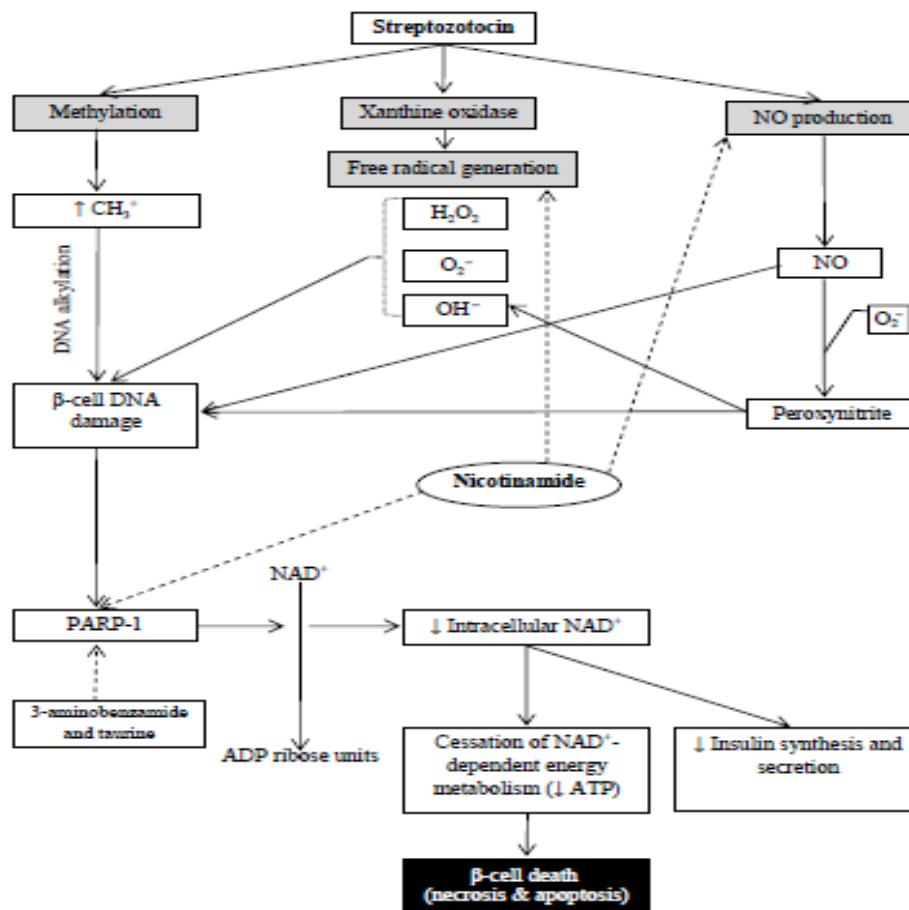 Streptozotocin
Methylation
Xanthine oxidase
NO production
Free radical generation
↑ CH₃⁺
H₂O₂
O₂⁻
OH⁻
NO
O₂⁻
DNA alkylation
β-cell DNA
damage
Peroxynitrite
Nicotinamide
NAD⁺
PARP-1
↓ Intracellular NAD⁺
3-aminobenzamide
and taurine
ADP ribose units
Cessation of NAD⁺-
dependent energy
metabolism (↓ ATP)
↓ Insulin synthesis and
secretion
β-cell death
(necrosis & apoptosis)